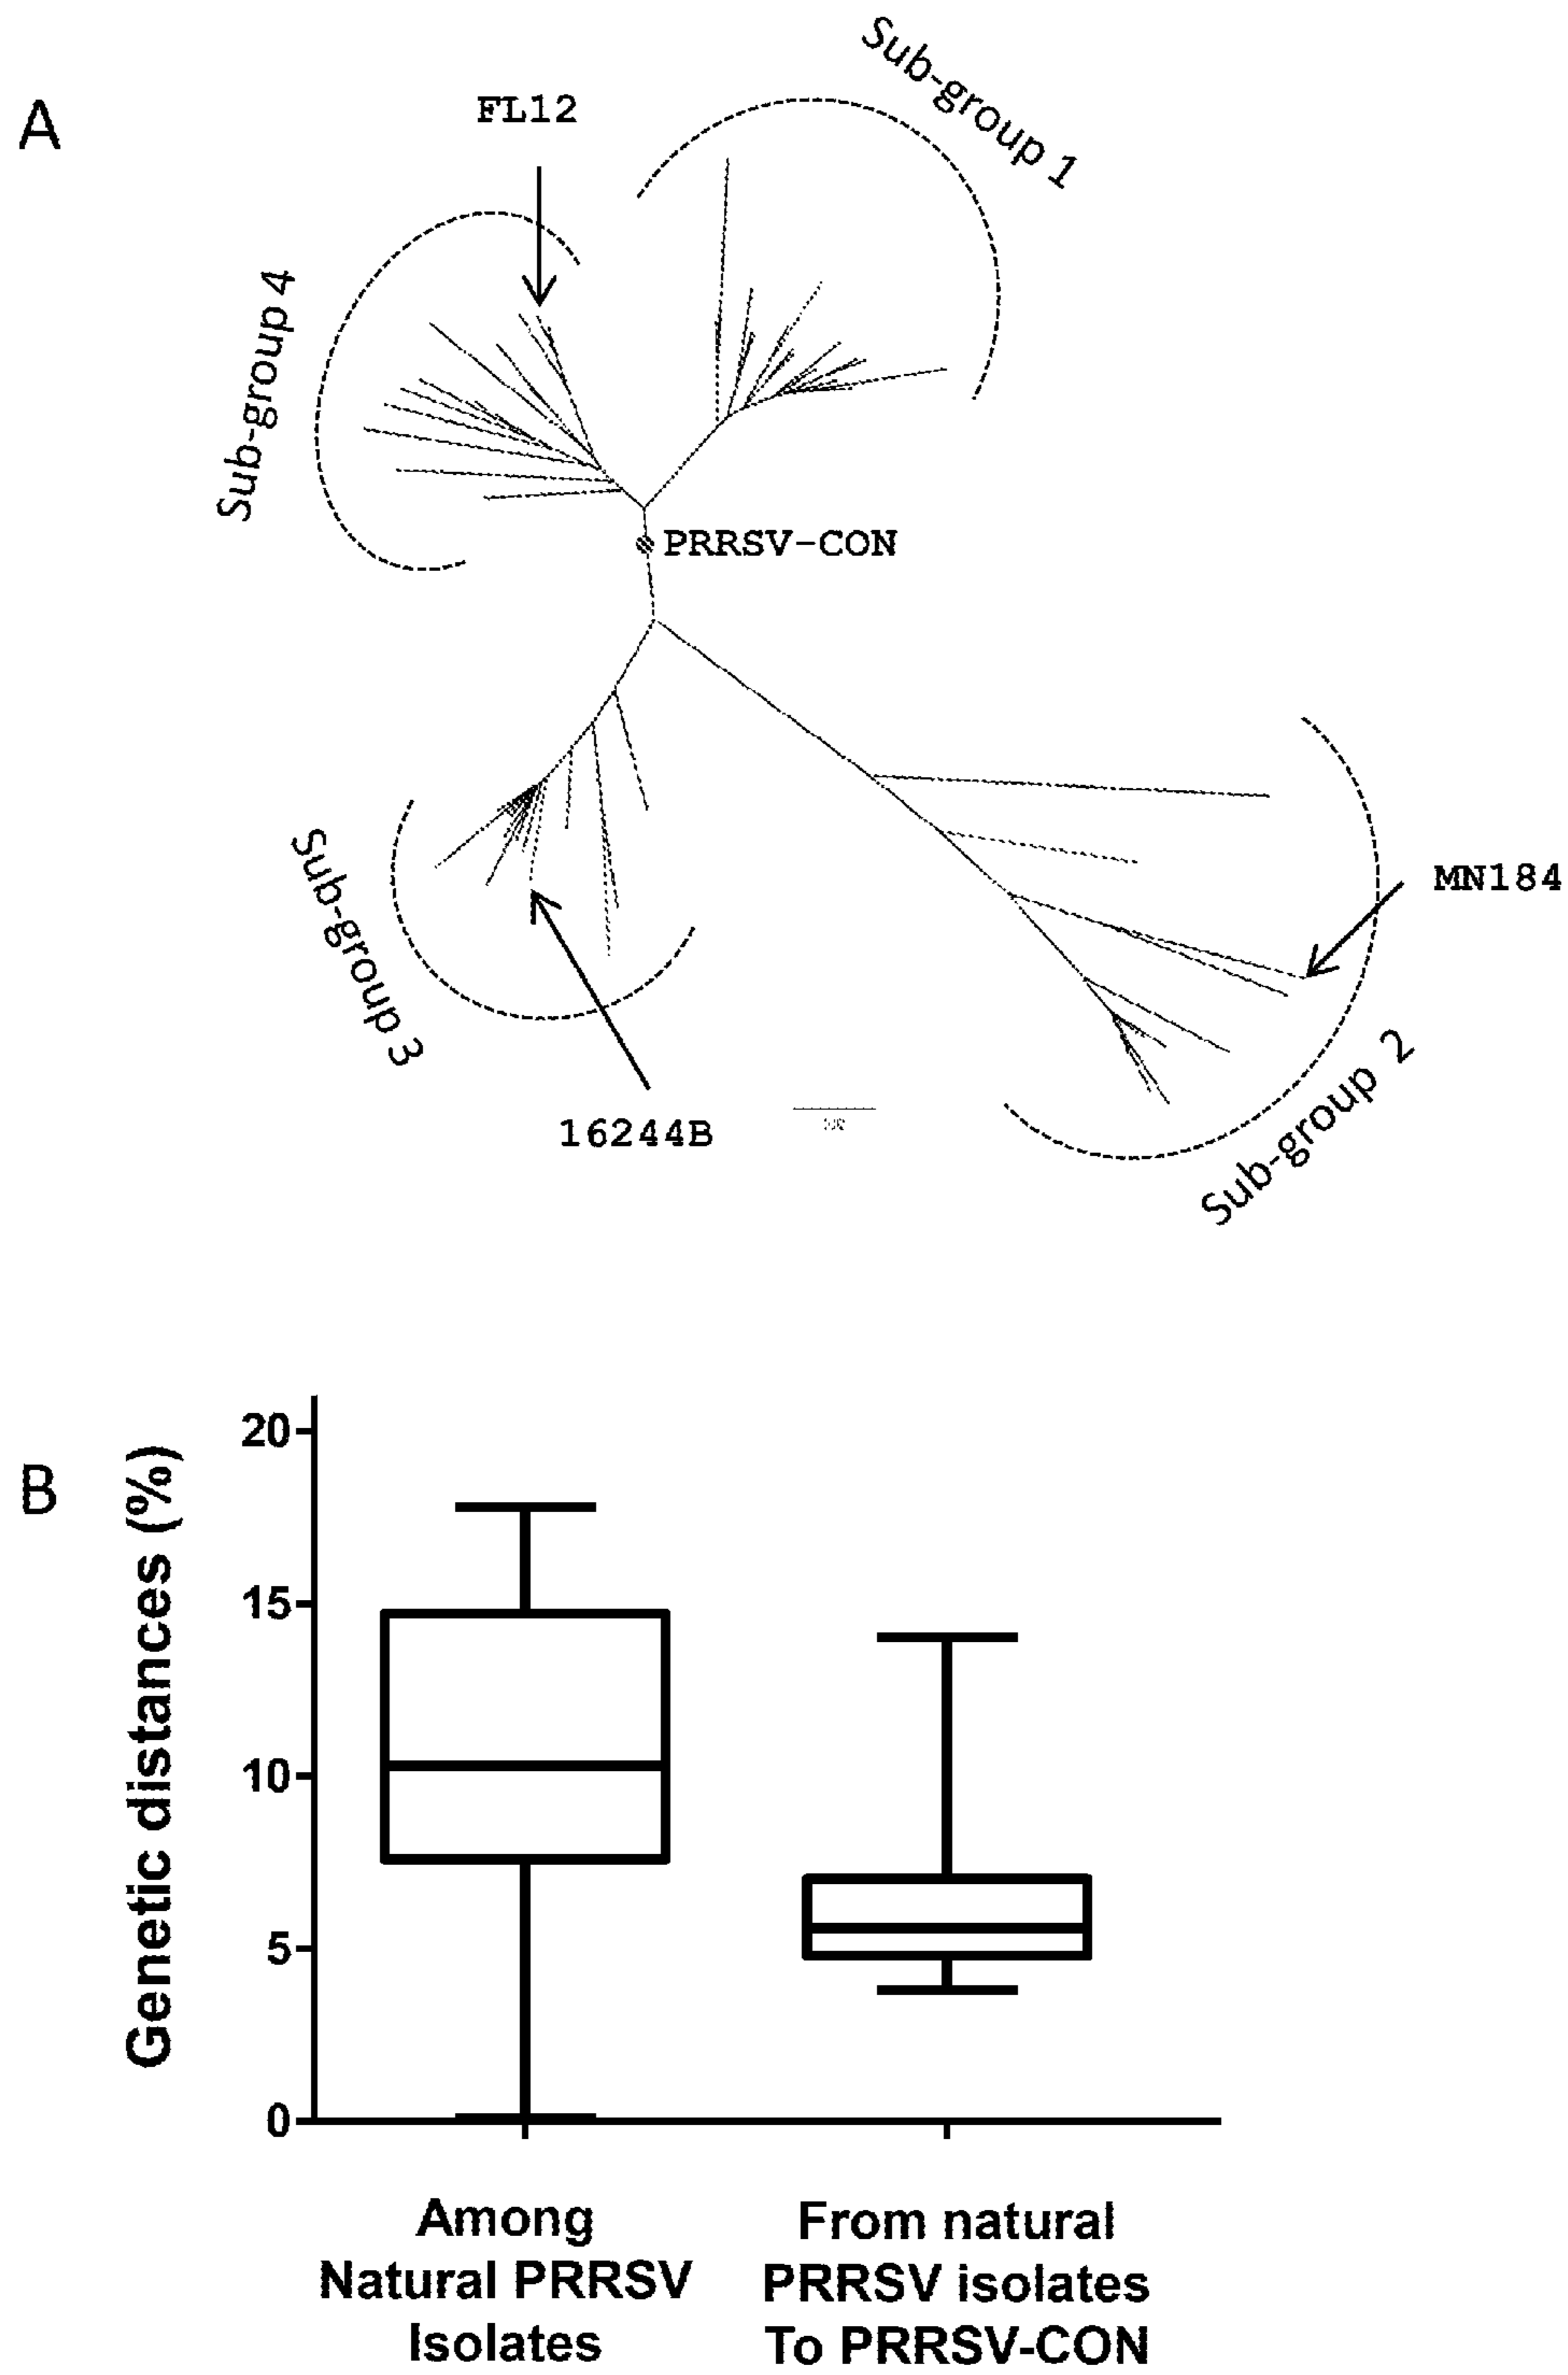 A
FL12
Sub-group 1
Sub-group 4
PRRSV-CON
MN184
Sub-group 3
Sub-group 2
16244B
B
Genetic distances (%)
20
15
10
5
0
Among
Natural PRRSV
Isolates
From natural
PRRSV isolates
To PRRSV-CON